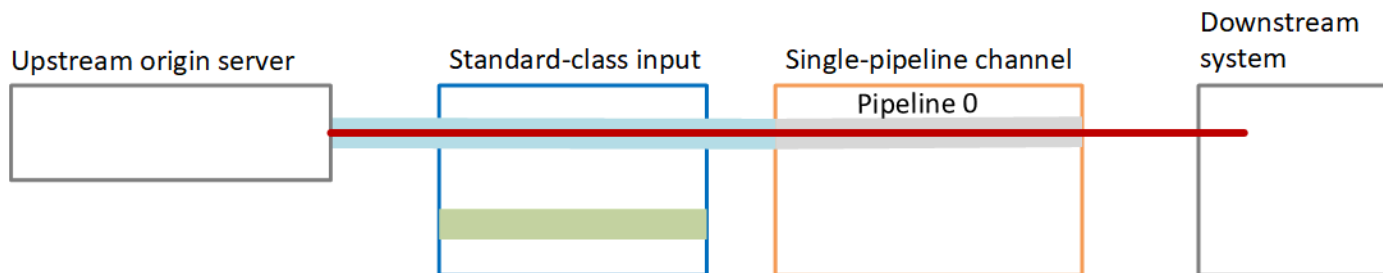 Upstream origin server
Standard-class input
Single-pipeline channel
Downstream
system
Pipeline 0